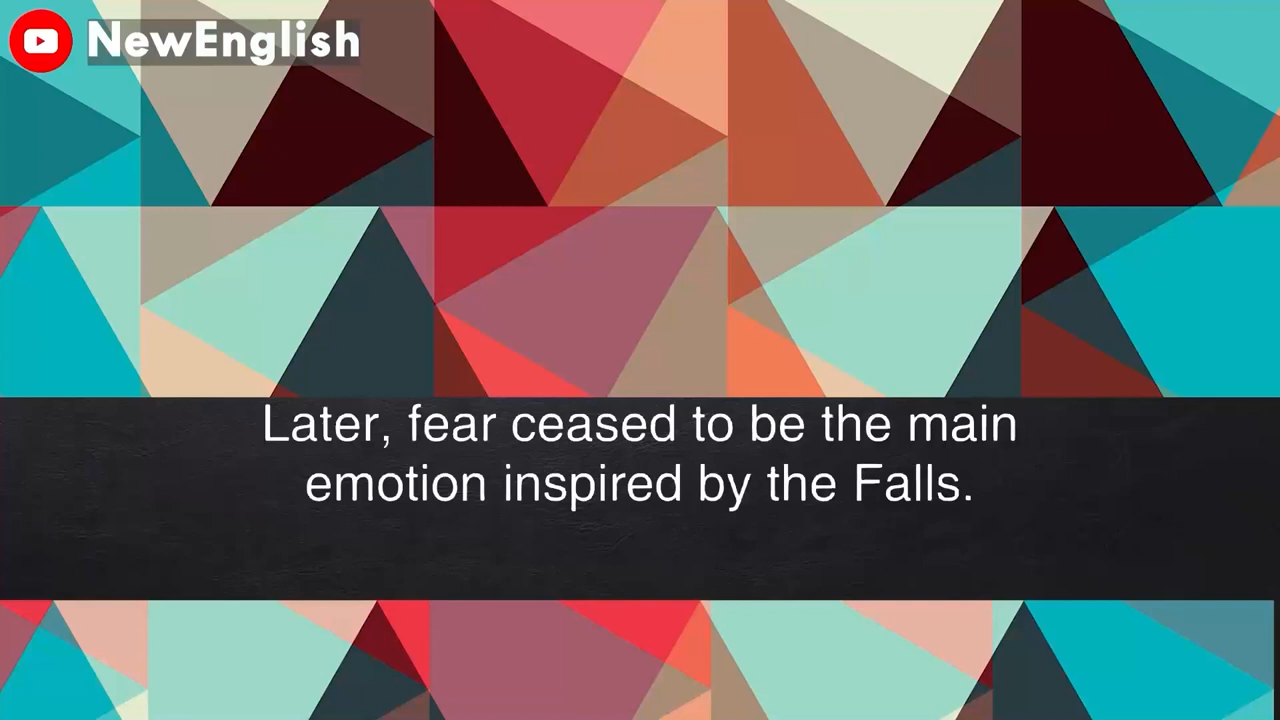 NewEnglish
Later, fear ceased to be the main
emotion inspired by the Falls.